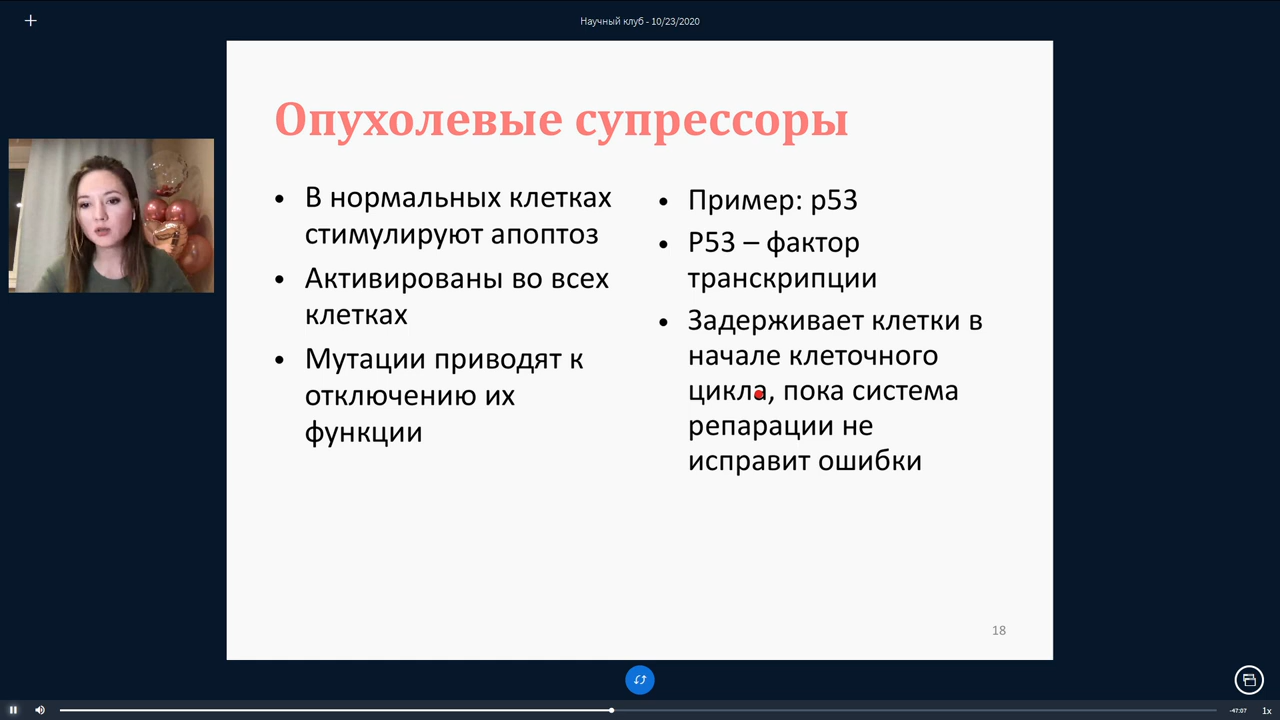 Научный клуб - 10/23/2020
Опухолевые супрессоры
• В нормальных клетках
стимулируют апоптоз
• Активированы во всех
клетках
• Мутации приводят к
отключению их
функции
• Пример: p53
• P53 – фактор
транскрипции
• Задерживает клетки в
начале клеточного
цикла, пока система
репарации не
исправит ошибки
18
-47:07
1x